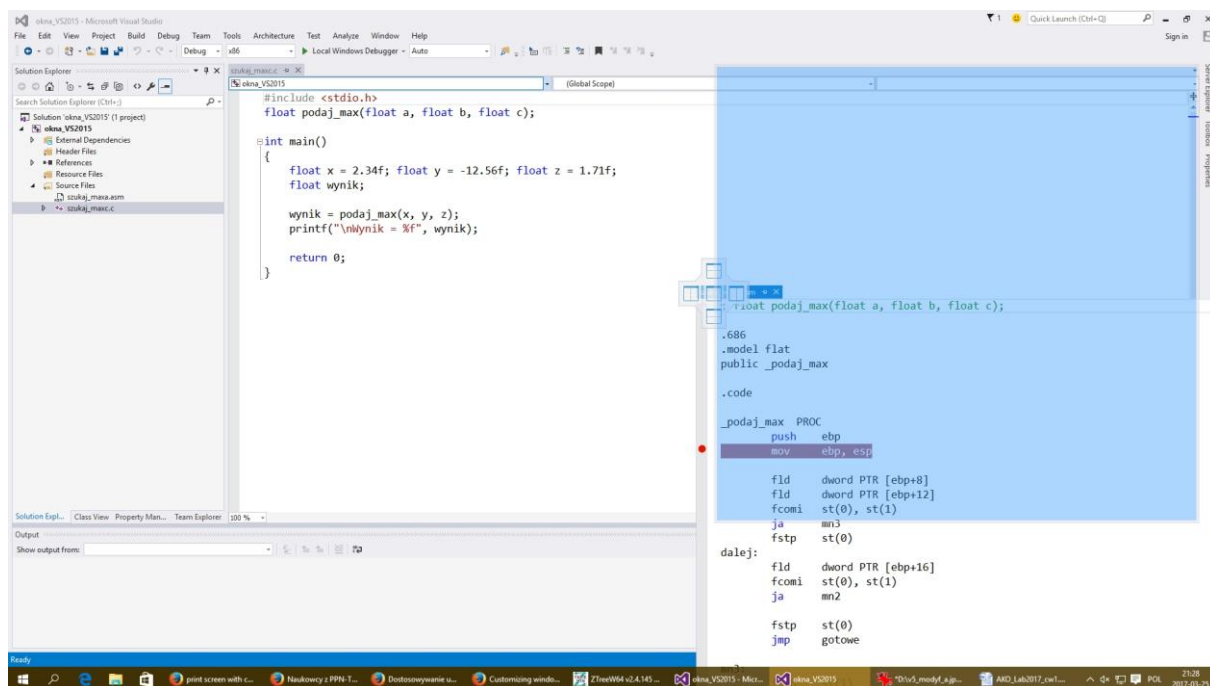 okna_VS2015 - Microsoft Visual Studio
1
Quick Launch (Ctrl+Q)
File Edit View Project Build Debug Team Tools Architecture Test Analyze Window Help
Sign in
Debug x86 Local Windows Debugger Auto
Solution Explorer
szukaj_maxc.c
okna_VS2015
(Global Scope)
Search Solution Explorer (Ctrl+;)
Solution 'okna_VS2015' (1 project)
okna_VS2015
External Dependencies
Header Files
References
Resource Files
Source Files
szukaj_maxa.asm
szukaj_maxc.c
#include <stdio.h>
float podaj_max(float a, float b, float c);
int main()
{
float x = 2.34f; float y = -12.56f; float z = 1.71f;
float wynik;
wynik = podaj_max(x, y, z);
printf("\nWynik = %f", wynik);
return 0;
}
Server Explorer
Toolbox
Properties
float podaj_max(float a, float b, float c);
.686
.model flat
public _podaj_max
.code
_podaj_max PROC
push ebp
mov ebp, esp
fld dword PTR [ebp+8]
fld dword PTR [ebp+12]
fcomi st(0), st(1)
ja mn3
fstp st(0)
dalej:
fld dword PTR [ebp+16]
fcomi st(0), st(1)
ja mn2
fstp st(0)
jmp gotowe
mn3:
Solution Expl... Class View Property Man... Team Explorer
100 %
Output
Show output from:
Ready
print screen with c...
Naukowcy z PPN-T...
Dostosowywanie u...
Customizing windo...
ZTreeW64 v2.4.145 ...
okna_VS2015 - Micr...
okna_VS2015
*D:\v5_modyf_a.jp...
AKO_Lab2017_cw1....
POL
21:28
2017-03-25